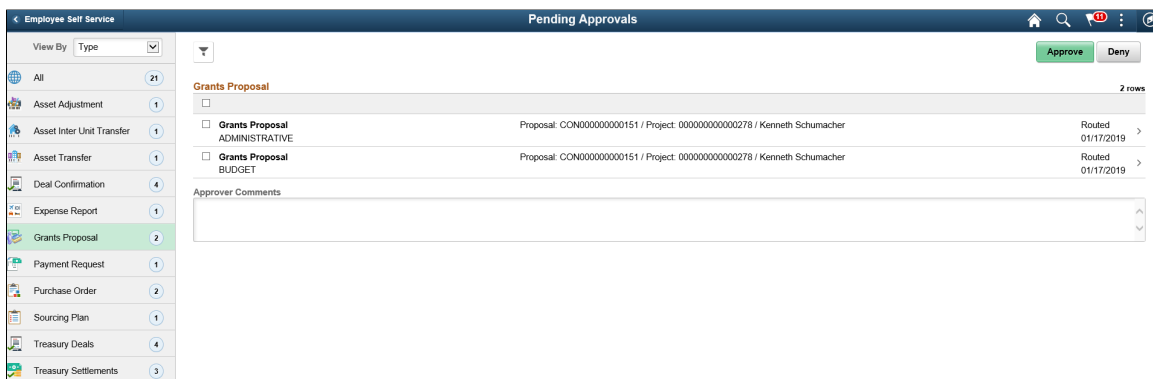 Employee Self Service
Pending Approvals
11
View By Type
Approve Deny
All 21
Asset Adjustment 1
Asset Inter Unit Transfer 1
Asset Transfer 1
Deal Confirmation 4
Expense Report 1
Grants Proposal 2
Payment Request 1
Purchase Order 2
Sourcing Plan 1
Treasury Deals 4
Treasury Settlements 3
Grants Proposal 2 rows
Grants Proposal Proposal: CON000000000151 / Project: 000000000000278 / Kenneth Schumacher Routed
ADMINISTRATIVE 01/17/2019
Grants Proposal Proposal: CON000000000151 / Project: 000000000000278 / Kenneth Schumacher Routed
BUDGET 01/17/2019
Approver Comments